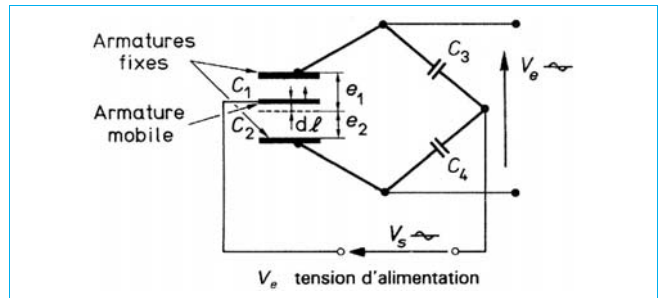 Armatures
fixes
C₁
e₁
Armature
mobile
C₂
dℓ
e₂
C₃
C₄
Vₑ
Vₛ
Vₑ tension d'alimentation